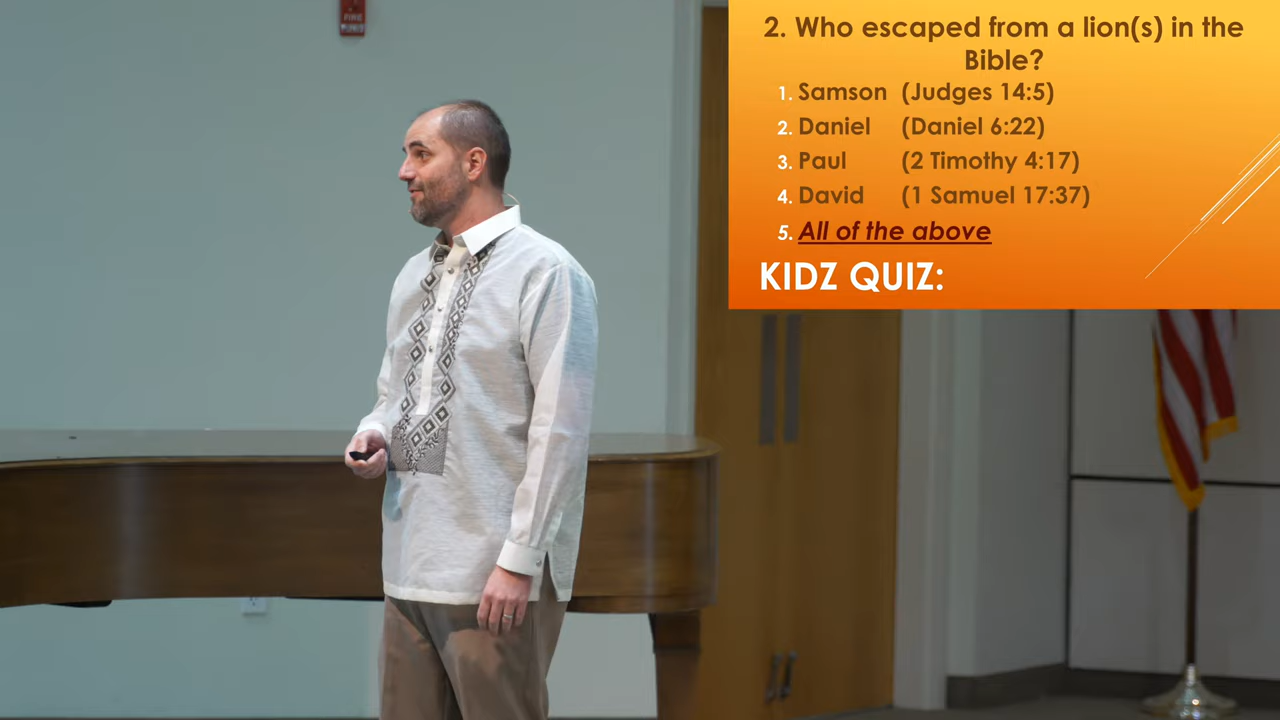 FIRE
2. Who escaped from a lion(s) in the
Bible?
1. Samson (Judges 14:5)
2. Daniel (Daniel 6:22)
3. Paul (2 Timothy 4:17)
4. David (1 Samuel 17:37)
5. All of the above
KIDZ QUIZ: